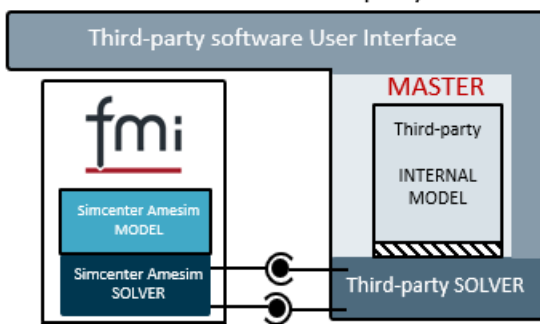 Third-party software User Interface
MASTER
fmi
Third-party
INTERNAL
MODEL
Simcenter Amesim
MODEL
Simcenter Amesim
SOLVER
Third-party SOLVER